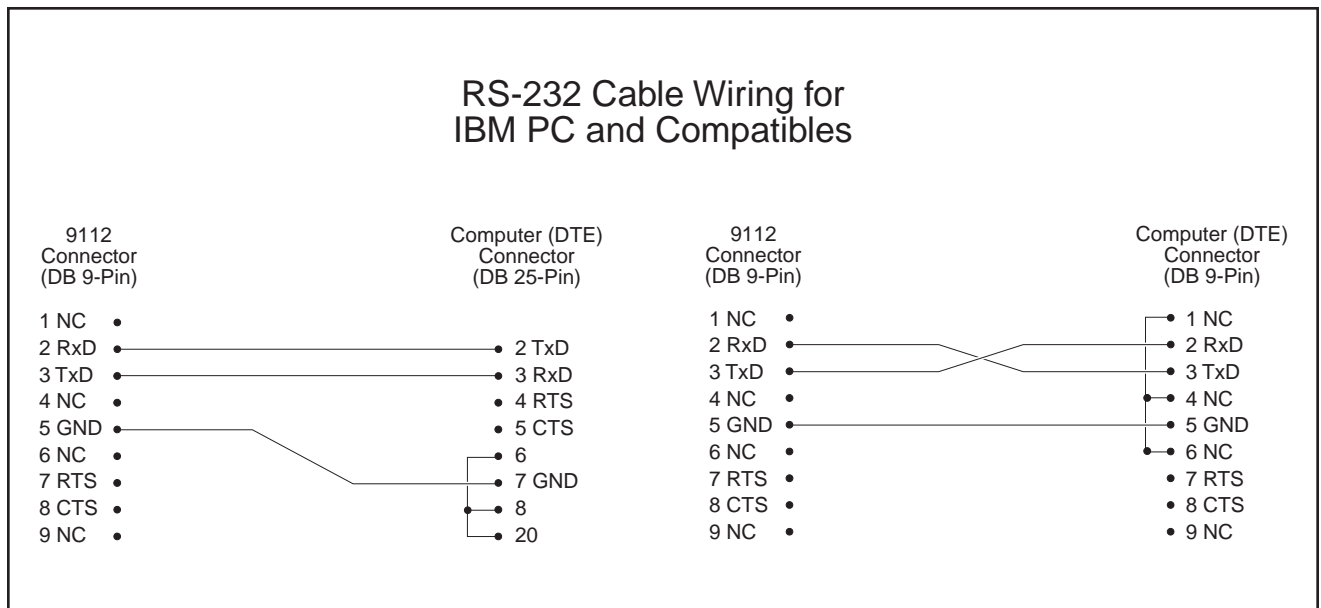 RS-232 Cable Wiring for
IBM PC and Compatibles
9112
Connector
(DB 9-Pin)
1 NC
2 RxD
3 TxD
4 NC
5 GND
6 NC
7 RTS
8 CTS
9 NC
Computer (DTE)
Connector
(DB 25-Pin)
2 TxD
3 RxD
4 RTS
5 CTS
6
7 GND
8
20
9112
Connector
(DB 9-Pin)
1 NC
2 RxD
3 TxD
4 NC
5 GND
6 NC
7 RTS
8 CTS
9 NC
Computer (DTE)
Connector
(DB 9-Pin)
1 NC
2 RxD
3 TxD
4 NC
5 GND
6 NC
7 RTS
8 CTS
9 NC